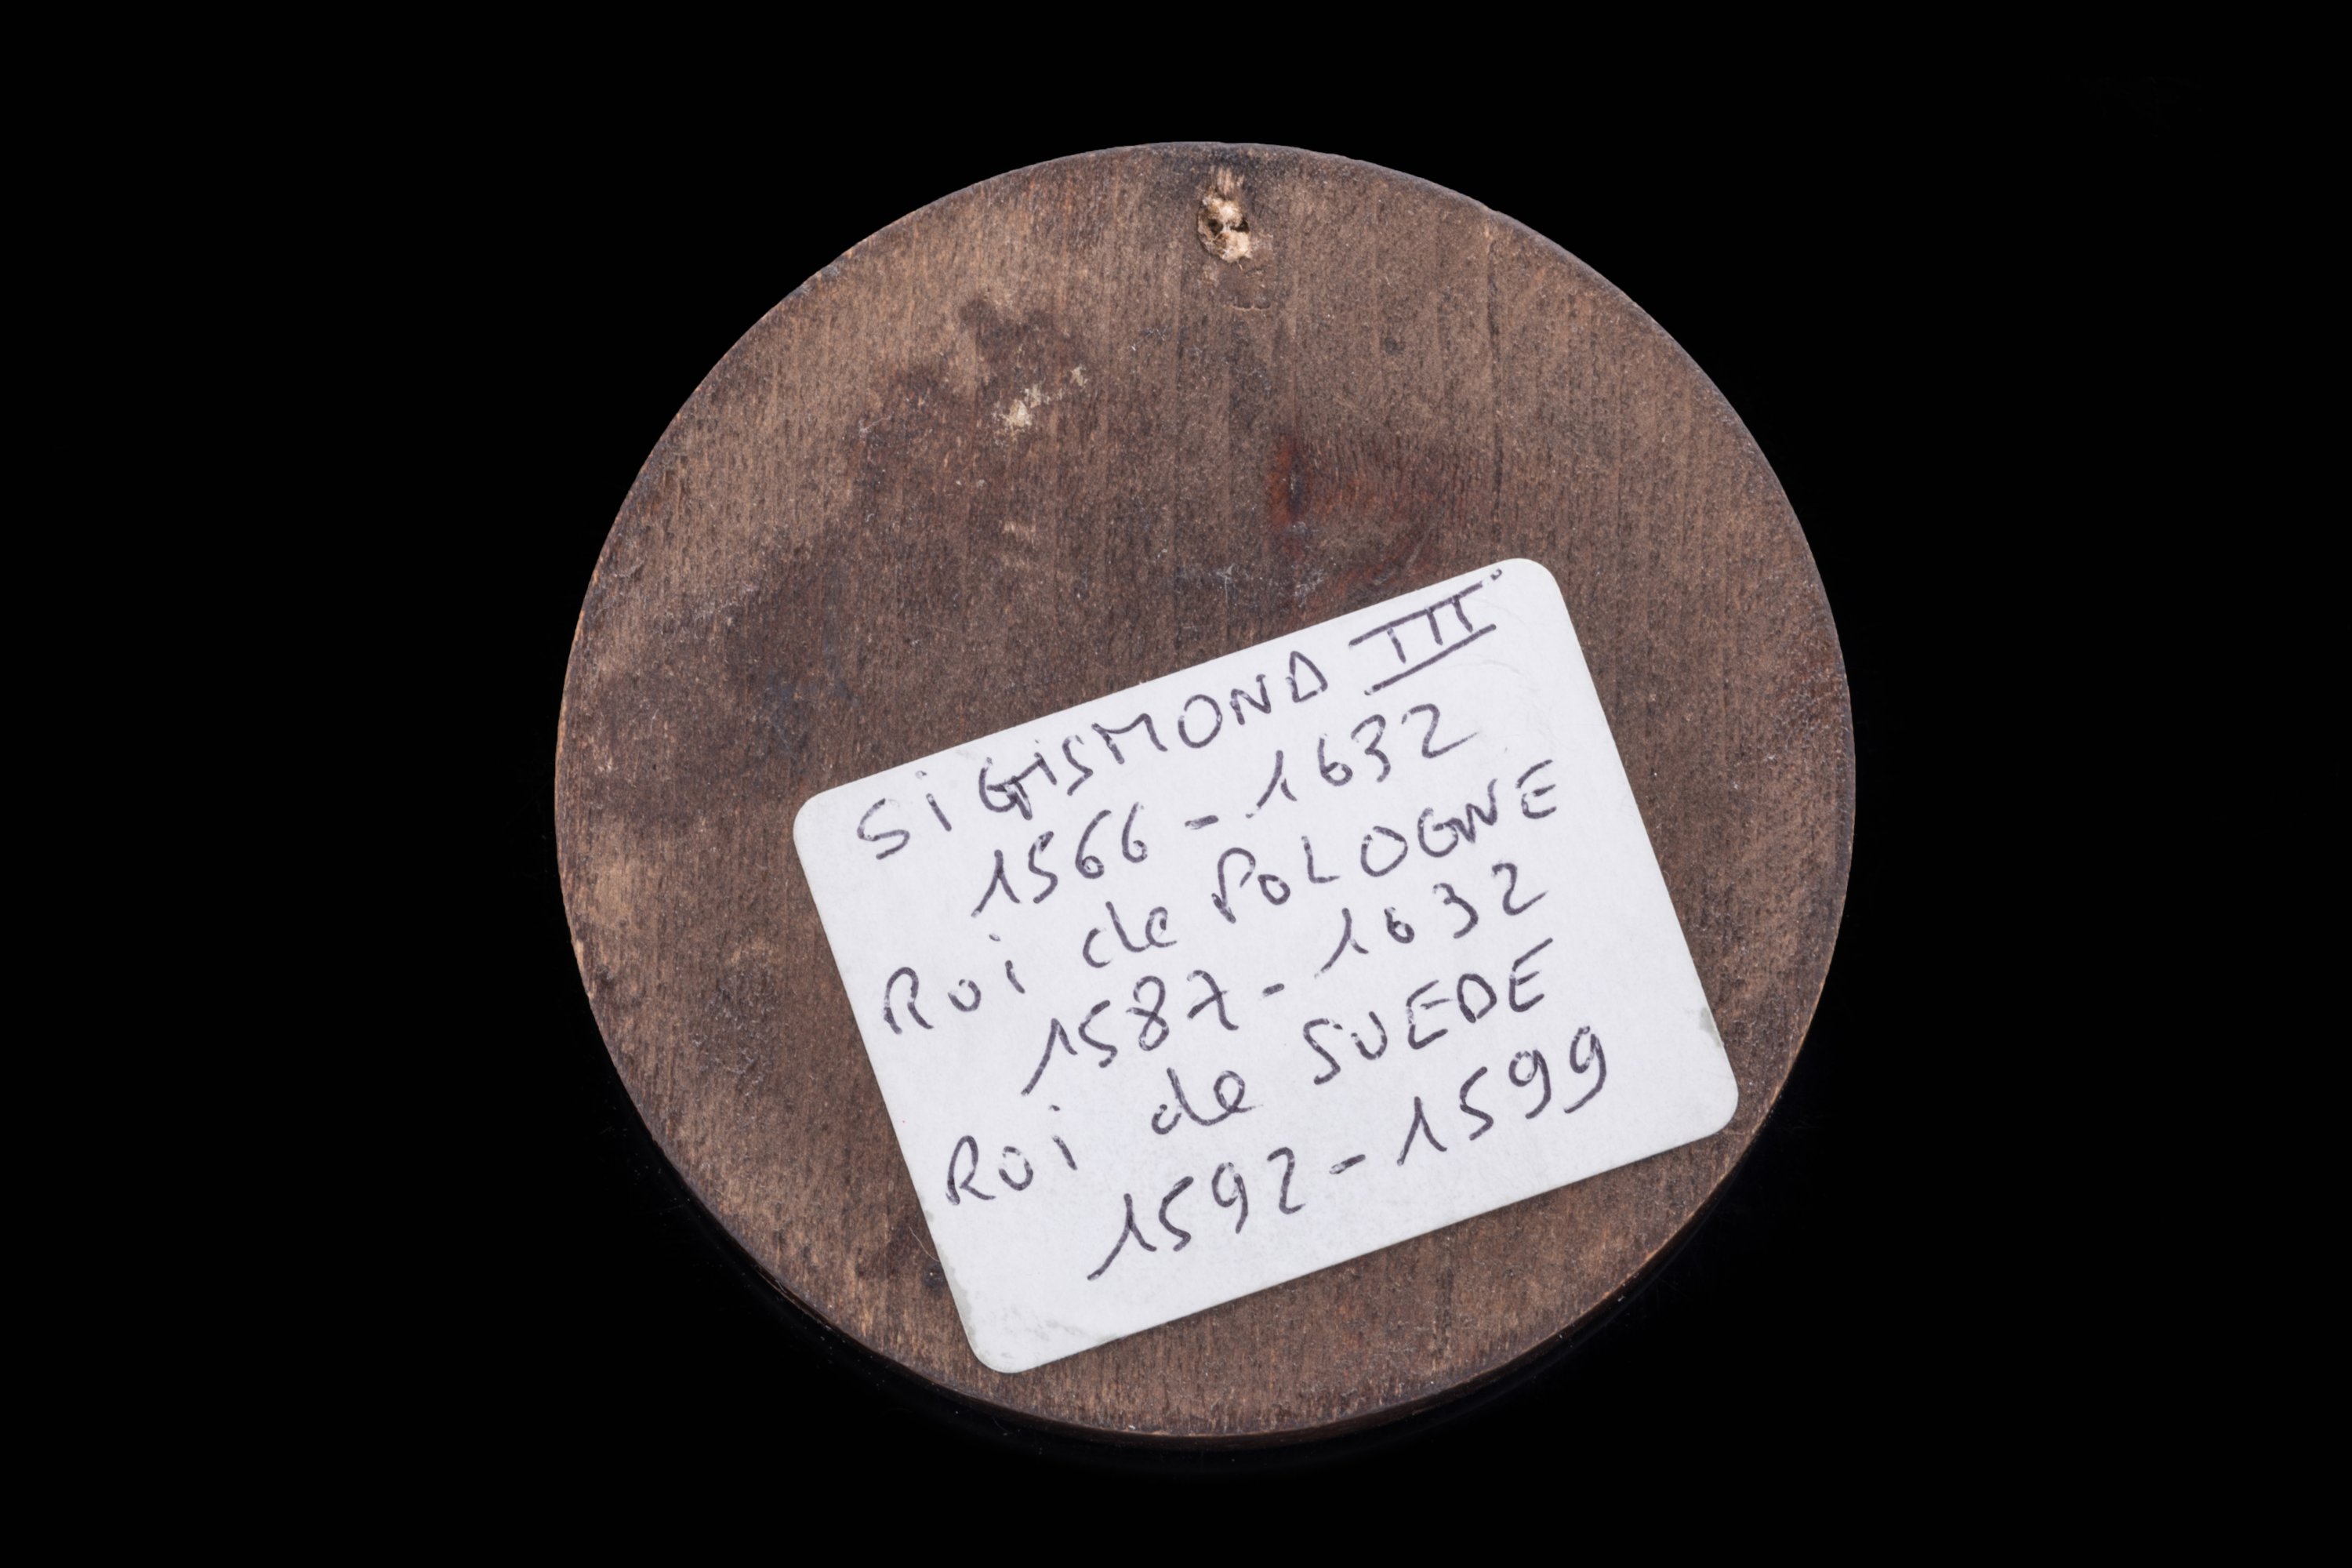 SiGISMOND III
1566 - 1632
Roi de POLOGNE
1587 - 1632
Roi de SUEDE
1592 - 1599